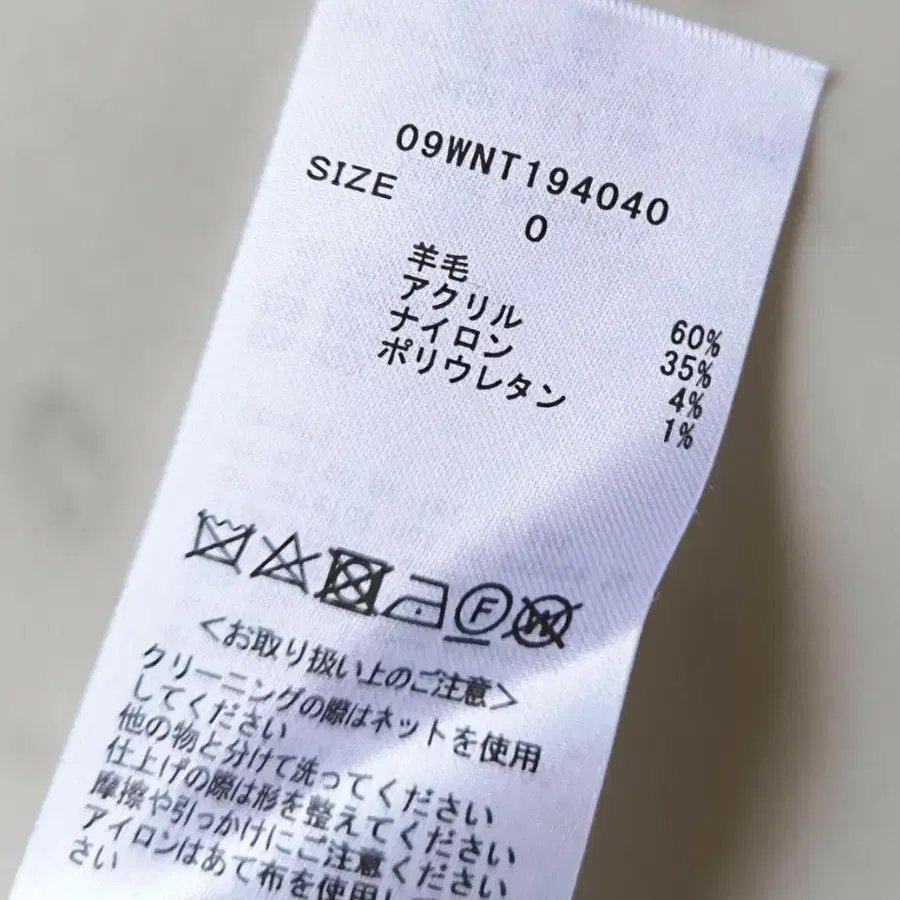 09WNT194040
SIZE 0
羊毛 60%
アクリル 35%
ナイロン 4%
ポリウレタン 1%
F W
<お取り扱い上のご注意>
クリーニングの際はネットを使用
してください
他の物と分けて洗ってください
仕上げの際は形を整えてください
摩擦や引っかけにご注意ください
アイロンはあて布を使用し
さい